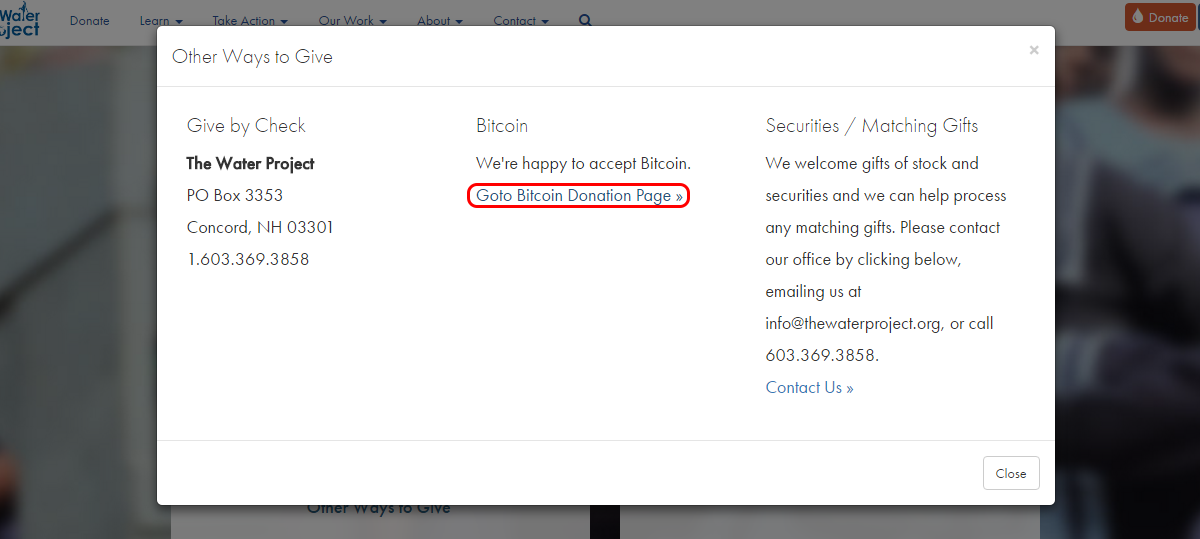 Water
oject
Donate
Learn
Take Action
Our Work
About
Contact
Donate
Other Ways to Give
×
Give by Check
The Water Project
PO Box 3353
Concord, NH 03301
1.603.369.3858
Bitcoin
We're happy to accept Bitcoin.
Goto Bitcoin Donation Page »
Securities / Matching Gifts
We welcome gifts of stock and
securities and we can help process
any matching gifts. Please contact
our office by clicking below,
emailing us at
info@thewaterproject.org, or call
603.369.3858.
Contact Us »
Close
Other Ways to Give